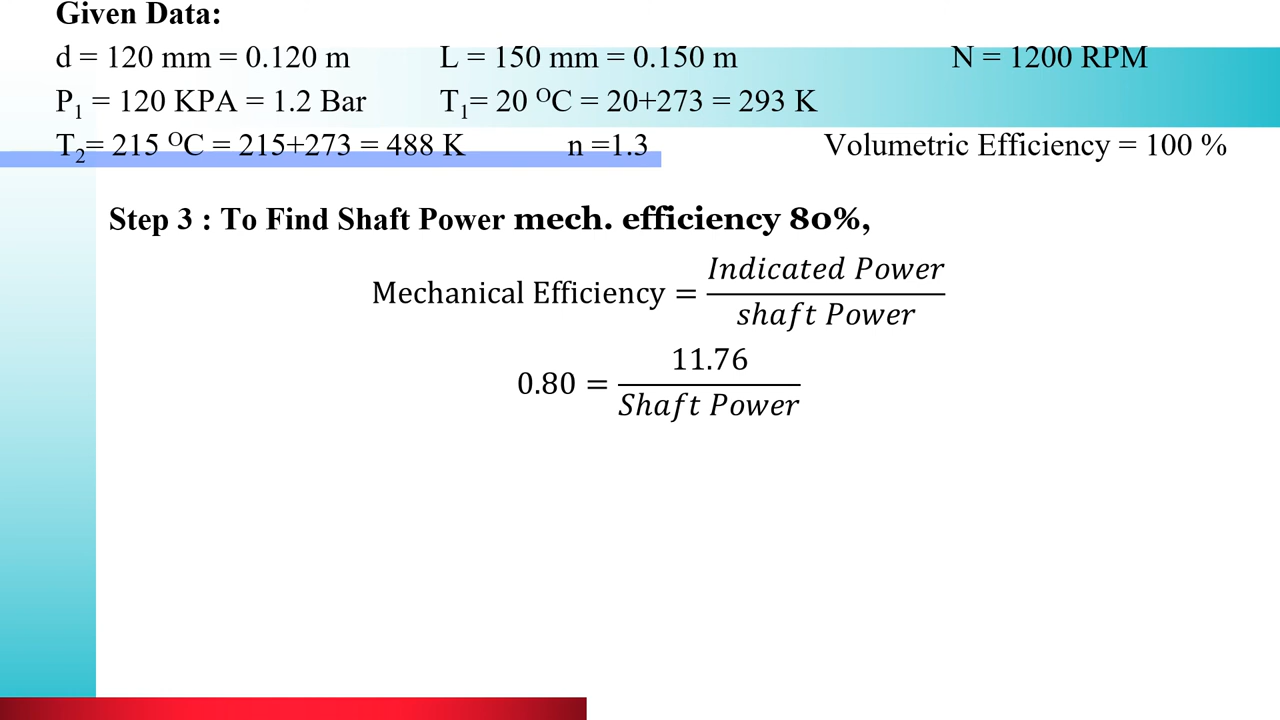 Given Data:
d = 120 mm = 0.120 m L = 150 mm = 0.150 m N = 1200 RPM
P₁ = 120 KPA = 1.2 Bar T₁= 20 ᴼC = 20+273 = 293 K
T₂= 215 ᴼC = 215+273 = 488 K n =1.3 Volumetric Efficiency = 100 %
Step 3 : To Find Shaft Power mech. efficiency 80%,
Indicated Power
Mechanical Efficiency =
shaft Power
11.76
0.80 =
Shaft Power